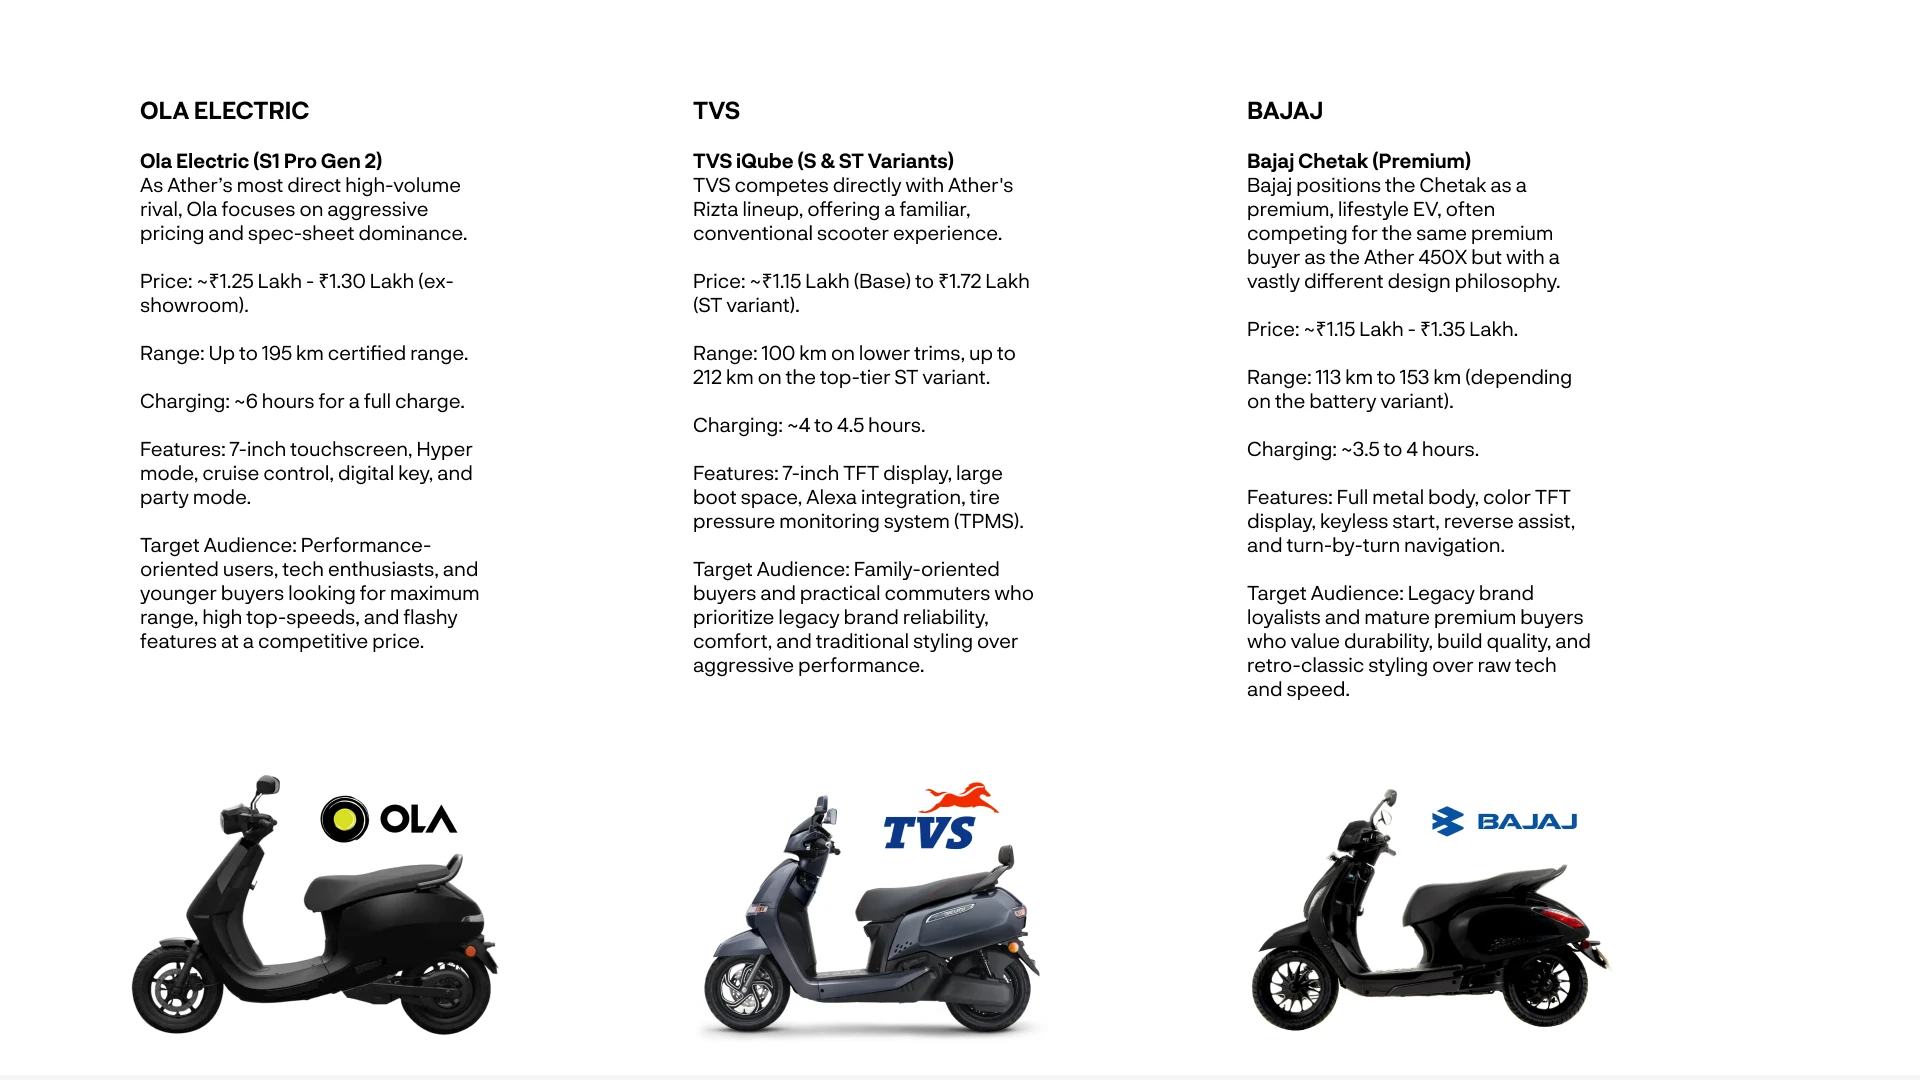 OLA ELECTRIC
Ola Electric (S1 Pro Gen 2)
As Ather’s most direct high-volume
rival, Ola focuses on aggressive
pricing and spec-sheet dominance.
Price: ~₹1.25 Lakh - ₹1.30 Lakh (ex-
showroom).
Range: Up to 195 km certified range.
Charging: ~6 hours for a full charge.
Features: 7-inch touchscreen, Hyper
mode, cruise control, digital key, and
party mode.
Target Audience: Performance-
oriented users, tech enthusiasts, and
younger buyers looking for maximum
range, high top-speeds, and flashy
features at a competitive price.
OLA
TVS
TVS iQube (S & ST Variants)
TVS competes directly with Ather's
Rizta lineup, offering a familiar,
conventional scooter experience.
Price: ~₹1.15 Lakh (Base) to ₹1.72 Lakh
(ST variant).
Range: 100 km on lower trims, up to
212 km on the top-tier ST variant.
Charging: ~4 to 4.5 hours.
Features: 7-inch TFT display, large
boot space, Alexa integration, tire
pressure monitoring system (TPMS).
Target Audience: Family-oriented
buyers and practical commuters who
prioritize legacy brand reliability,
comfort, and traditional styling over
aggressive performance.
TVS
BAJAJ
Bajaj Chetak (Premium)
Bajaj positions the Chetak as a
premium, lifestyle EV, often
competing for the same premium
buyer as the Ather 450X but with a
vastly different design philosophy.
Price: ~₹1.15 Lakh - ₹1.35 Lakh.
Range: 113 km to 153 km (depending
on the battery variant).
Charging: ~3.5 to 4 hours.
Features: Full metal body, color TFT
display, keyless start, reverse assist,
and turn-by-turn navigation.
Target Audience: Legacy brand
loyalists and mature premium buyers
who value durability, build quality, and
retro-classic styling over raw tech
and speed.
BAJAJ